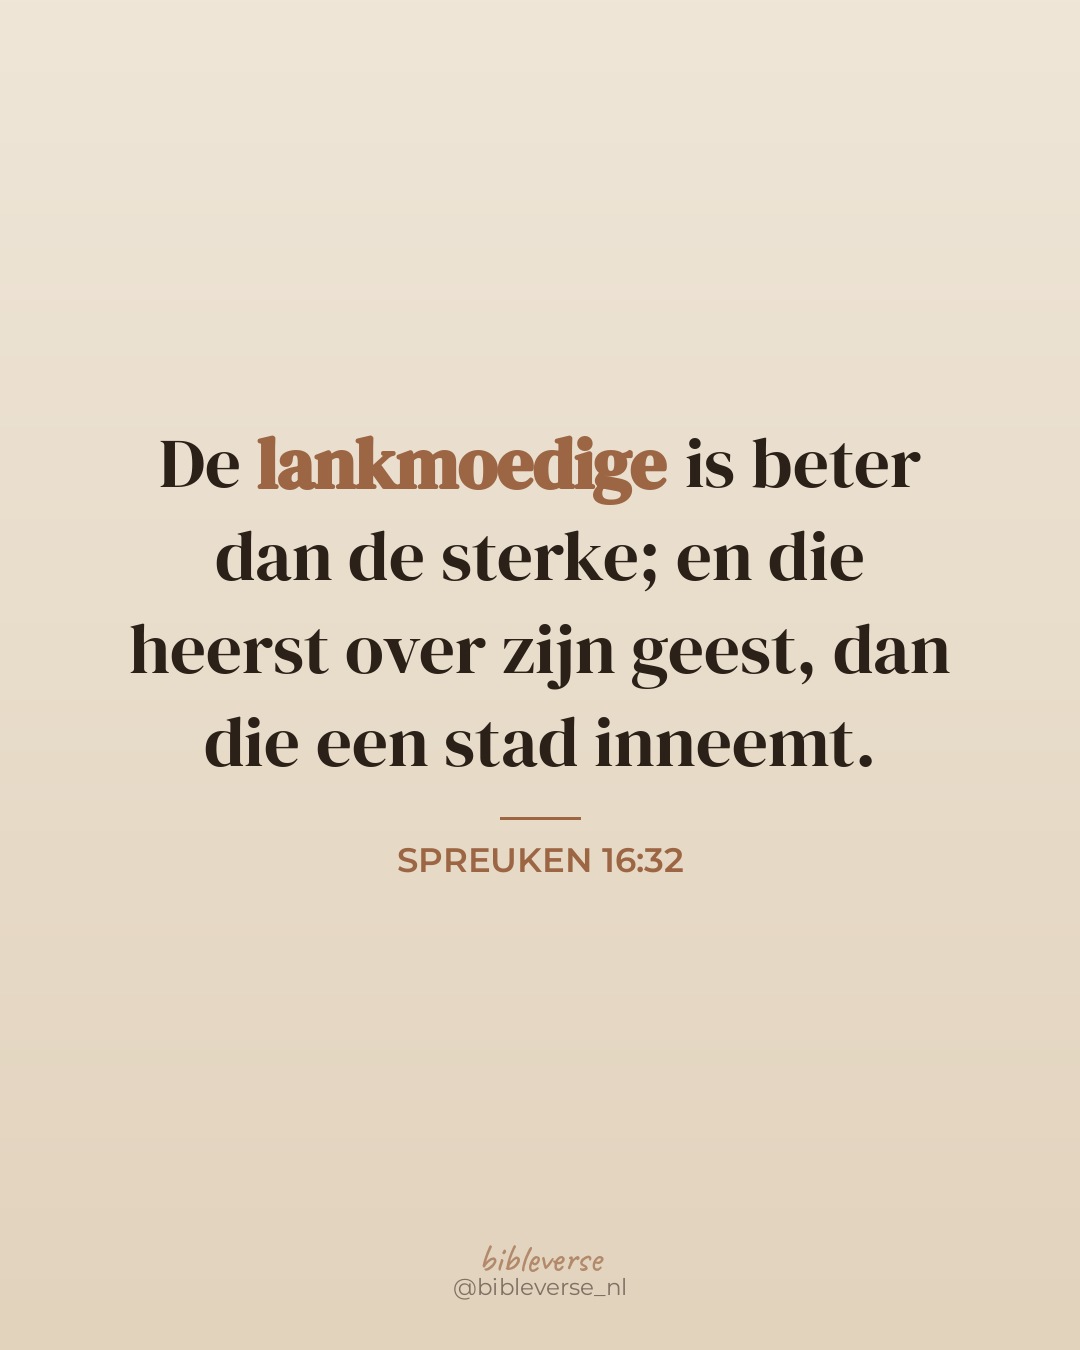 De lankmoedige is beter
dan de sterke; en die
heerst over zijn geest, dan
die een stad inneemt.
SPREUKEN 16:32
bibleverse
@bibleverse_nl